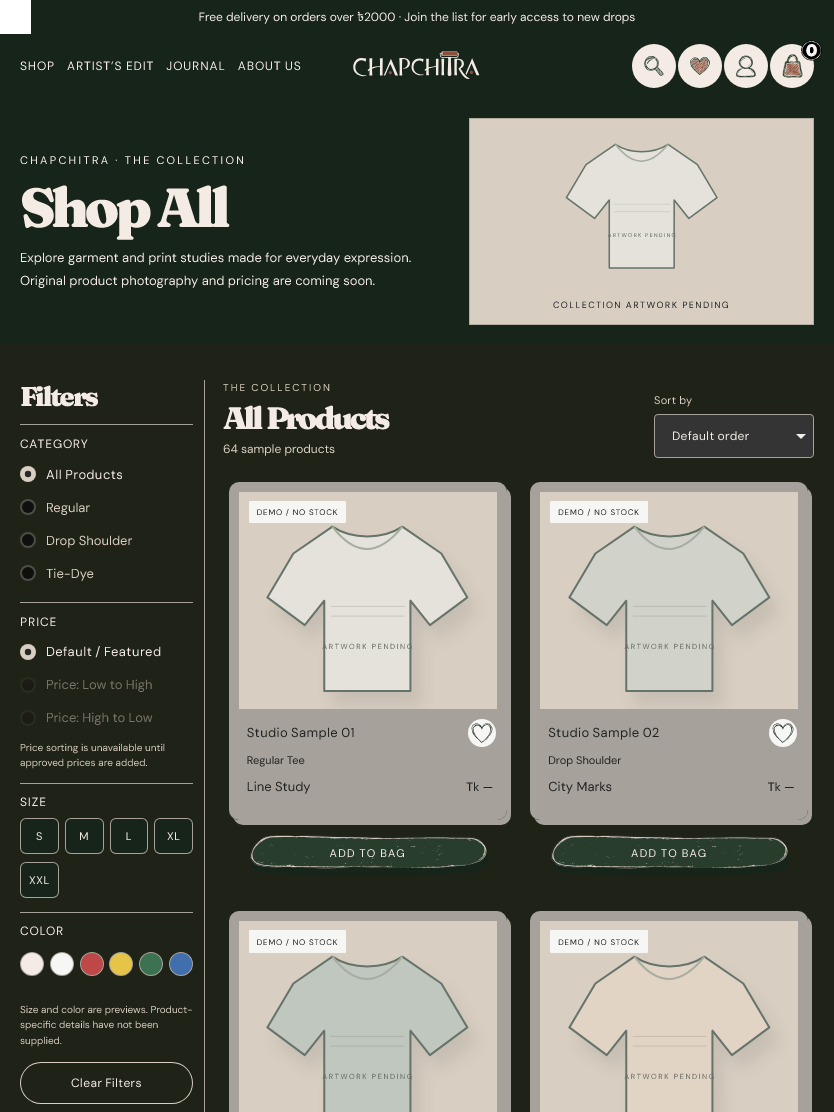 Free delivery on orders over ৳2000 · Join the list for early access to new drops
SHOP ARTIST'S EDIT JOURNAL ABOUT US
CHAPCHITRA
0
CHAPCHITRA · THE COLLECTION
Shop All
Explore garment and print studies made for everyday expression.
Original product photography and pricing are coming soon.
ARTWORK PENDING
COLLECTION ARTWORK PENDING
Filters
CATEGORY
All Products
Regular
Drop Shoulder
Tie-Dye
PRICE
Default / Featured
Price: Low to High
Price: High to Low
Price sorting is unavailable until
approved prices are added.
SIZE
S M L XL
XXL
COLOR
Size and color are previews. Product-
specific details have not been
supplied.
Clear Filters
THE COLLECTION
All Products
64 sample products
Sort by
Default order
DEMO / NO STOCK
ARTWORK PENDING
Studio Sample 01
Regular Tee
Line Study Tk —
ADD TO BAG
DEMO / NO STOCK
ARTWORK PENDING
Studio Sample 02
Drop Shoulder
City Marks Tk —
ADD TO BAG
DEMO / NO STOCK
ARTWORK PENDING
DEMO / NO STOCK
ARTWORK PENDING